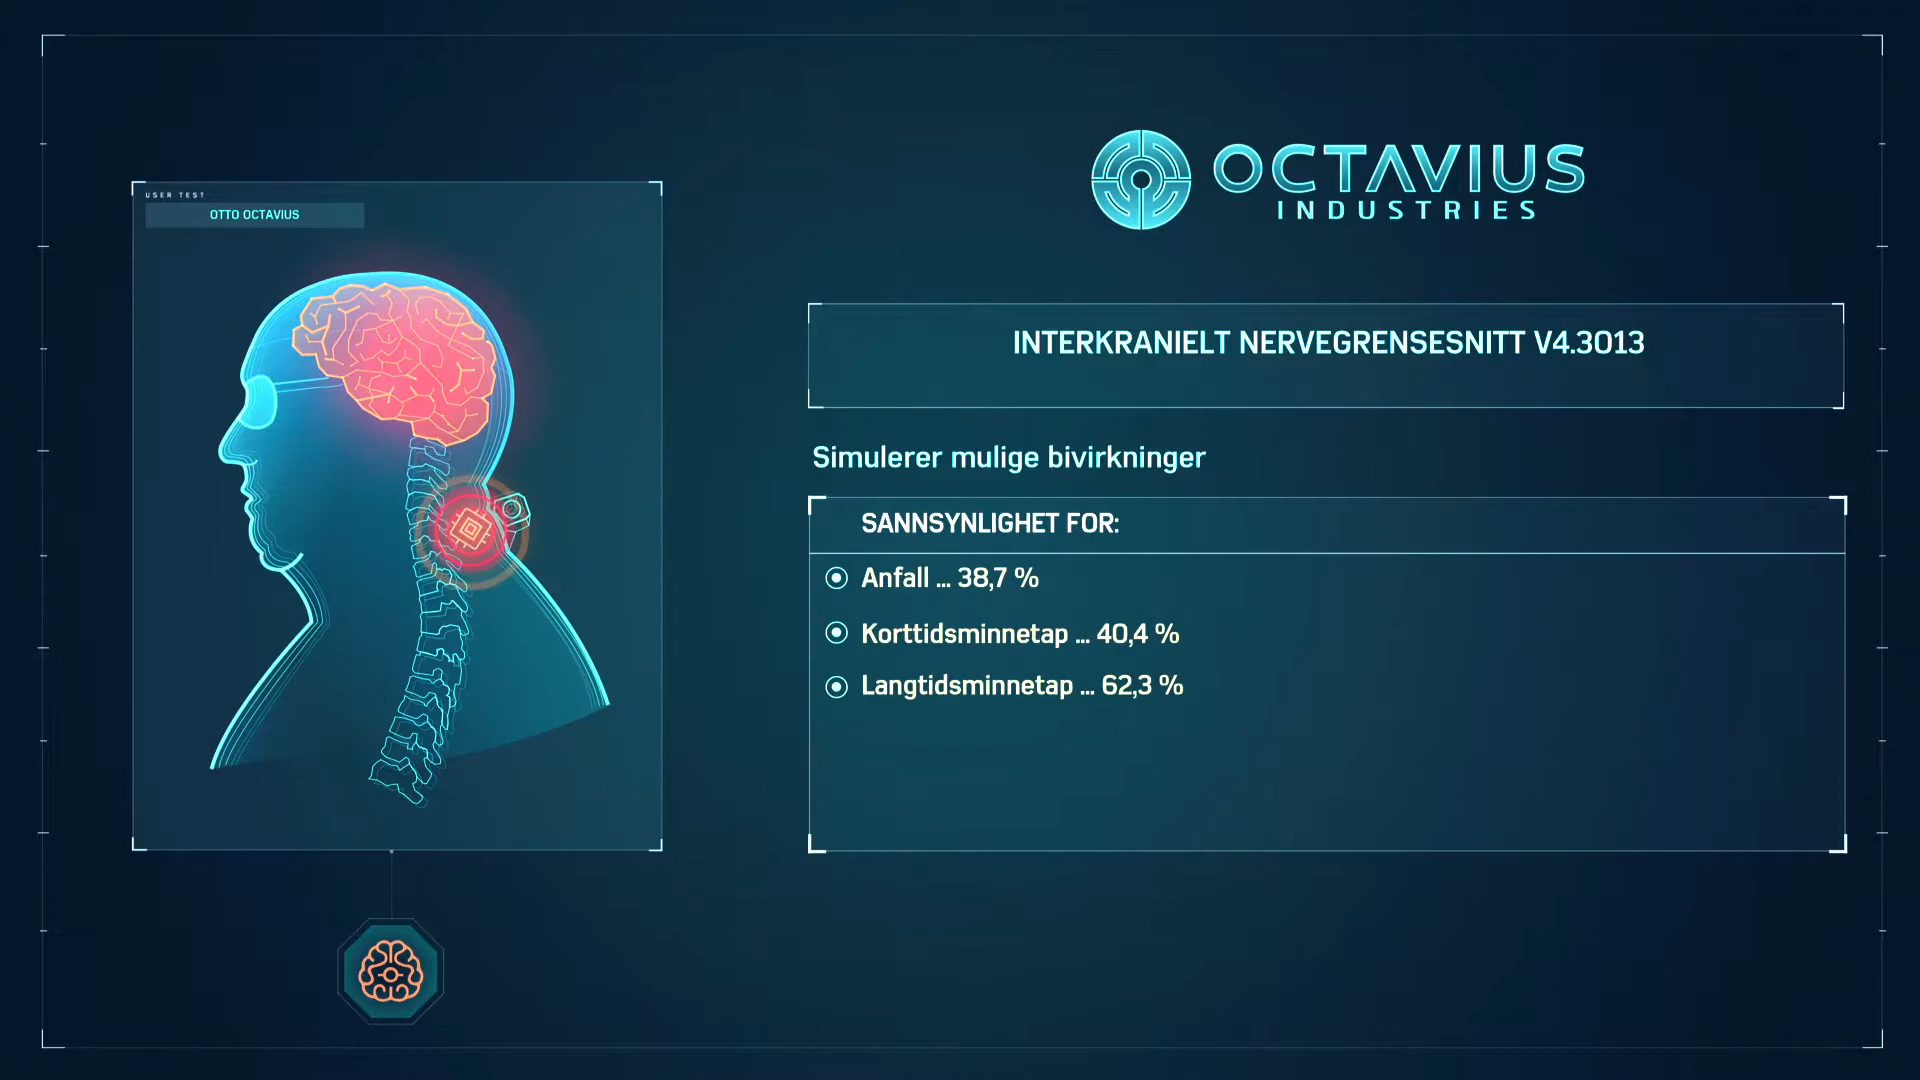 USER TEST
OTTO OCTAVIUS
OCTAVIUS
INDUSTRIES
INTERKRANIELT NERVEGRENSESNITT V4.3013
Simulerer mulige bivirkninger
SANNSYNLIGHET FOR:
Anfall ... 38,7 %
Korttidsminnetap ... 40,4 %
Langtidsminnetap ... 62,3 %